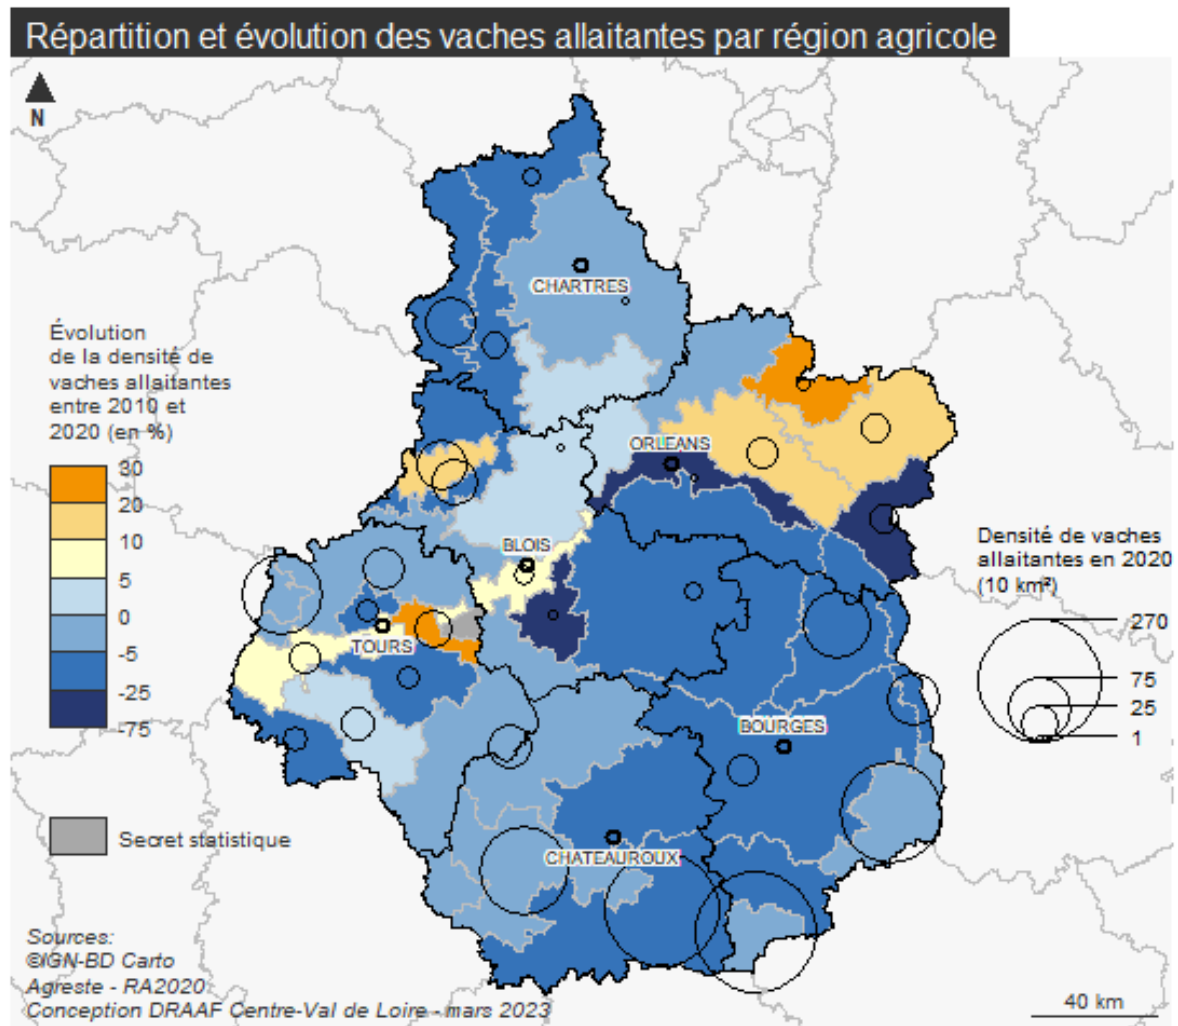 Répartition et évolution des vaches allaitantes par région agricole
N
CHARTRES
Évolution
de la densité de
vaches allaitantes
entre 2010 et
2020 (en %)
30
20
10
5
0
-5
-25
-75
ORLEANS
BLOIS
Densité de vaches
allaitantes en 2020
(10 km²)
270
75
25
1
TOURS
BOURGES
Secret statistique
CHATEAUROUX
Sources:
©IGN-BD Carto
Agreste - RA2020
Conception DRAAF Centre-Val de Loire - mars 2023
40 km